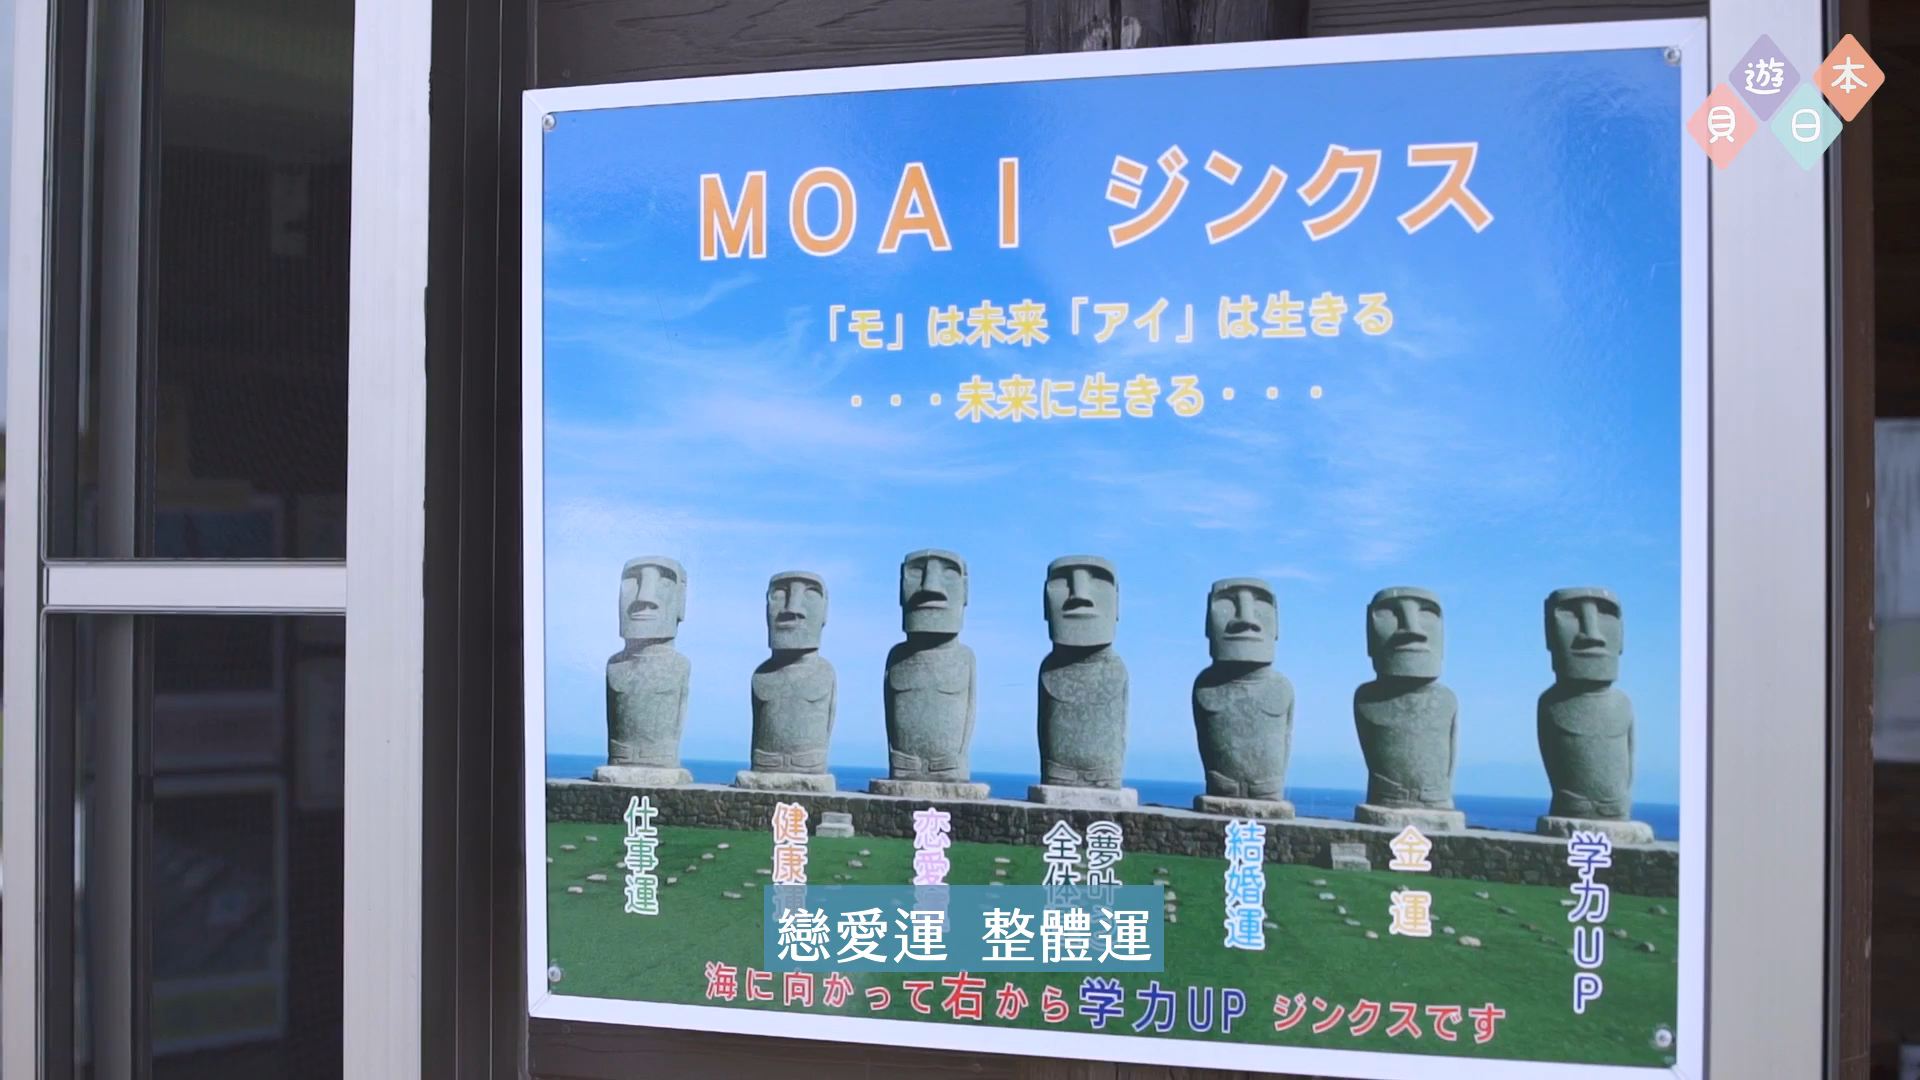 遊本
貝日
MOAI ジンクス
「モ」は未来「アイ」は生きる
・・・未来に生きる・・・
仕事運
健康運
恋愛
全体
(夢叶
結婚運
金運
学力UP
戀愛運 整體運
海に向かって右から学力UP ジンクスです